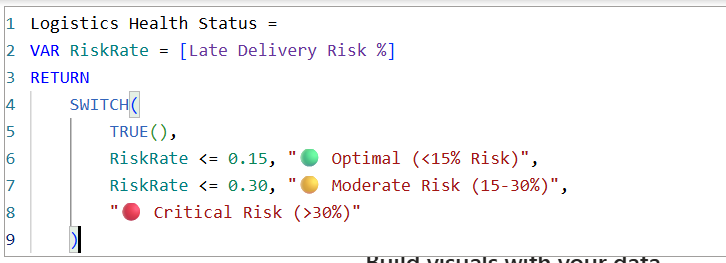 1 Logistics Health Status =
2 VAR RiskRate = [Late Delivery Risk %]
3 RETURN
4 SWITCH(
5 TRUE(),
6 RiskRate <= 0.15, "🟢 Optimal (<15% Risk)",
7 RiskRate <= 0.30, "🟡 Moderate Risk (15-30%)",
8 "🔴 Critical Risk (>30%)"
9 )
Build visuals with your data